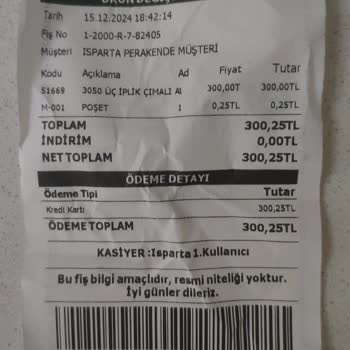 ÜRÜN DEĞİŞ
Tarih 15.12.2024 18:42:14
Fiş No 1-2000-R-7-82405
Müşteri ISPARTA PERAKENDE MÜŞTERİ
Kodu Açıklama Ad Fiyat Tutar
51669 3050 ÜÇ İPLİK ÇIMALI 300,00T 300,00TL
M-001 POŞET 1 0,25TL 0,25TL
TOPLAM 300,25TL
İNDİRİM 0,00TL
NET TOPLAM 300,25TL
ÖDEME DETAYI
Ödeme Tipi Tutar
Kredi Kartı 300,25TL
ÖDEME TOPLAM 300,25TL
KASİYER :Isparta 1.Kullanıcı
Bu fiş bilgi amaçlıdır, resmi niteliği yoktur.
İyi günler dileriz.